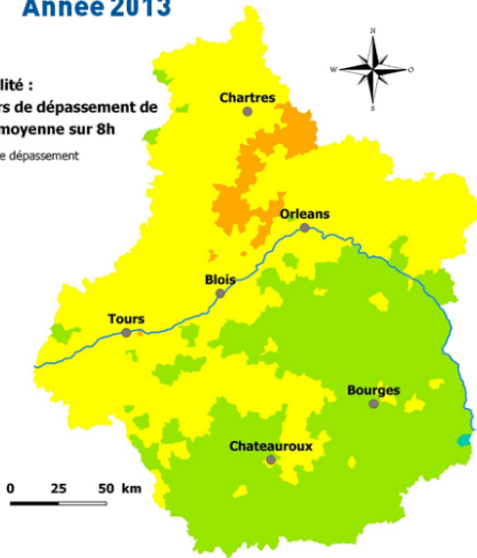 Année 2013
lité :
rs de dépassement de
moyenne sur 8h
e dépassement
N
W
O
S
Chartres
Orleans
Blois
Tours
Bourges
Chateauroux
0 25 50 km